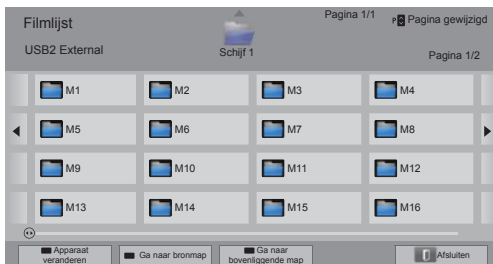 Filmlijst
Pagina 1/1
P Pagina gewijzigd
USB2 External
Schijf 1
Pagina 1/2
M1 M2 M3 M4
M5 M6 M7 M8
M9 M10 M11 M12
M13 M14 M15 M16
Apparaat veranderen
Ga naar bronmap
Ga naar bovenliggende map
Afsluiten